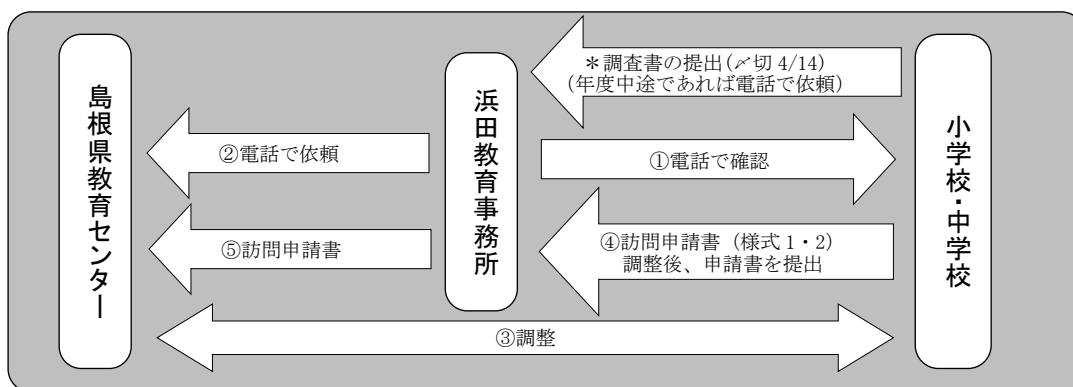 島根県教育センター
浜田教育事務所
小学校・中学校
＊調査書の提出(〆切 4/14)
(年度中途であれば電話で依頼)
②電話で依頼
①電話で確認
⑤訪問申請書
④訪問申請書（様式 1・2）
調整後、申請書を提出
③調整